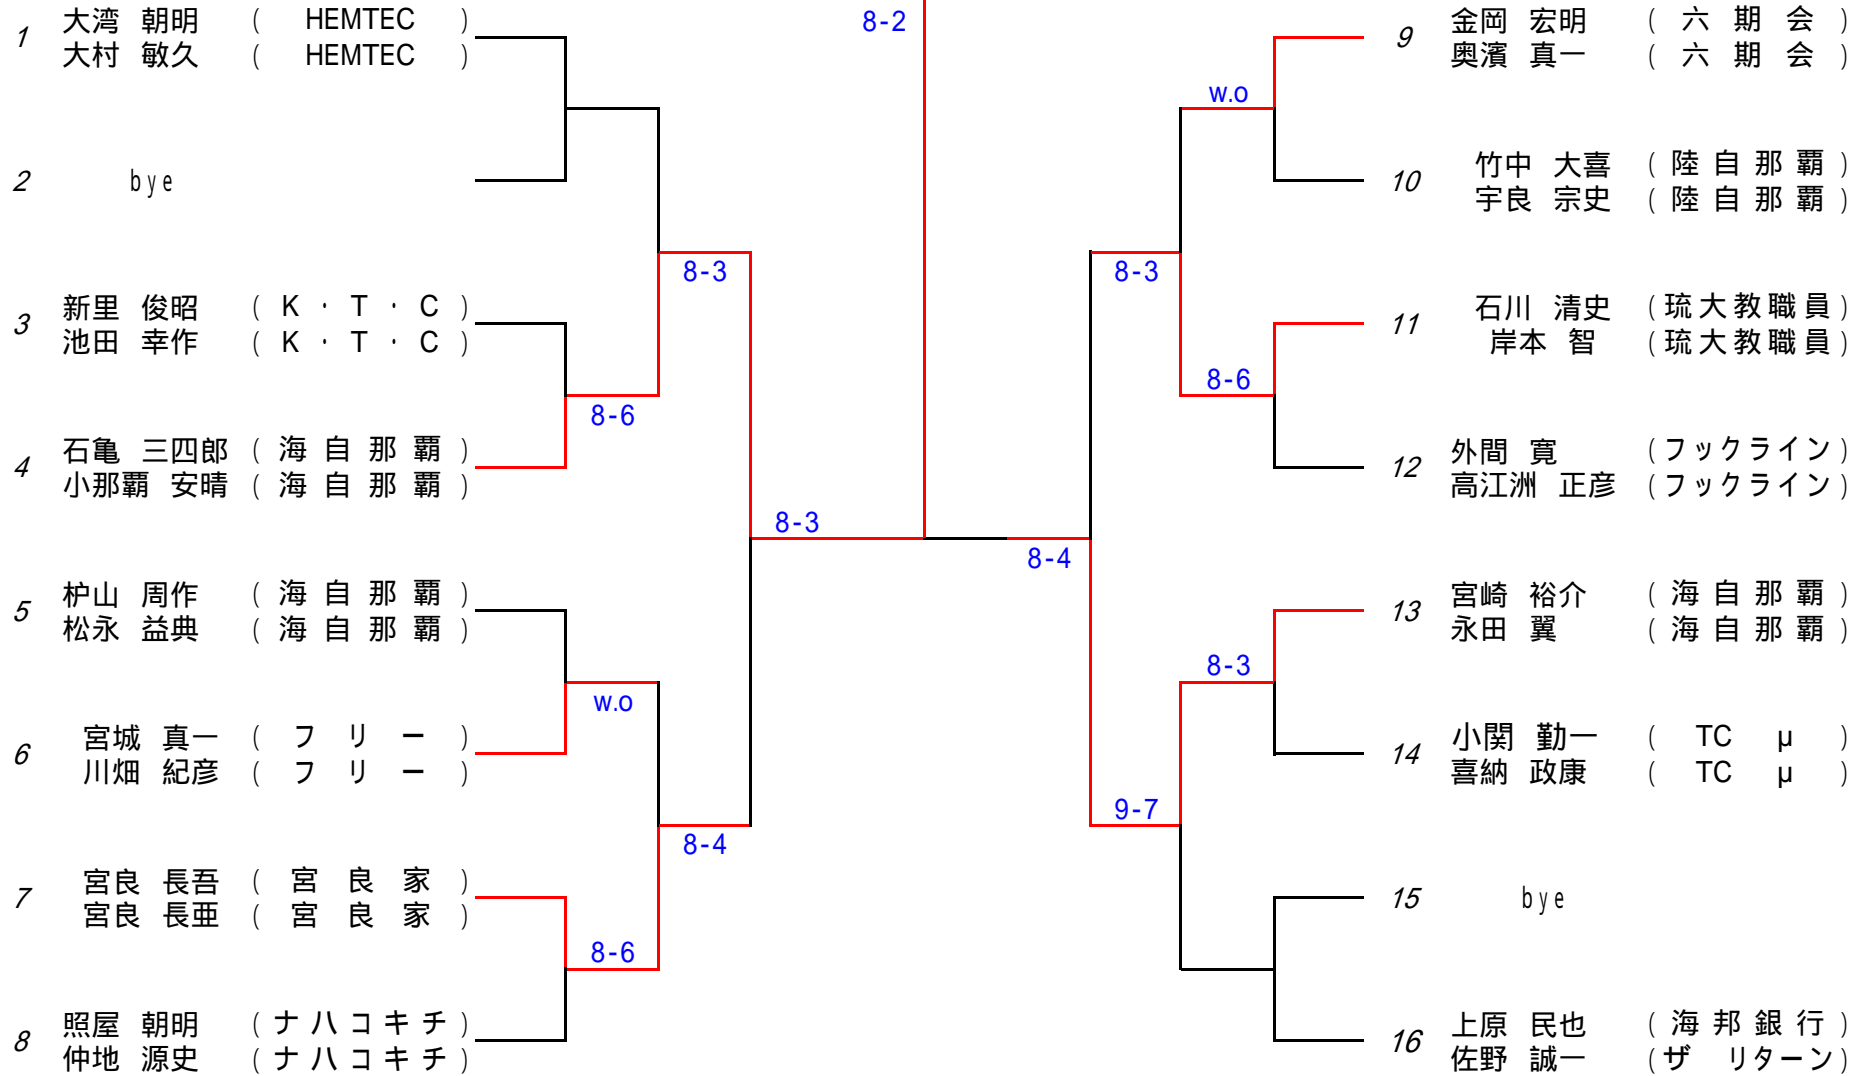 8-2
1 大湾 朝明 ( HEMTEC )
大村 敏久 ( HEMTEC )
2 bye
8-3
3 新里 俊昭 ( K ・ T ・ C )
池田 幸作 ( K ・ T ・ C )
8-6
4 石亀 三四郎 ( 海 自 那 覇 )
小那覇 安晴 ( 海 自 那 覇 )
8-3
5 枦山 周作 ( 海 自 那 覇 )
松永 益典 ( 海 自 那 覇 )
w.o
6 宮城 真一 ( フ リ ー )
川畑 紀彦 ( フ リ ー )
8-4
7 宮良 長吾 ( 宮 良 家 )
宮良 長亜 ( 宮 良 家 )
8-6
8 照屋 朝明 ( ナ ハ コ キ チ )
仲地 源史 ( ナ ハ コ キ チ )
9 金岡 宏明 ( 六 期 会 )
奥濱 真一 ( 六 期 会 )
w.o
10 竹中 大喜 ( 陸 自 那 覇 )
宇良 宗史 ( 陸 自 那 覇 )
8-3
11 石川 清史 ( 琉大教職員 )
岸本 智 ( 琉大教職員 )
8-6
12 外間 寛 ( フックライン )
高江洲 正彦 ( フックライン )
8-4
13 宮崎 裕介 ( 海 自 那 覇 )
永田 翼 ( 海 自 那 覇 )
8-3
14 小関 勤一 ( TC μ )
喜納 政康 ( TC μ )
9-7
15 bye
16 上原 民也 ( 海 邦 銀 行 )
佐野 誠一 ( ザ リターン )